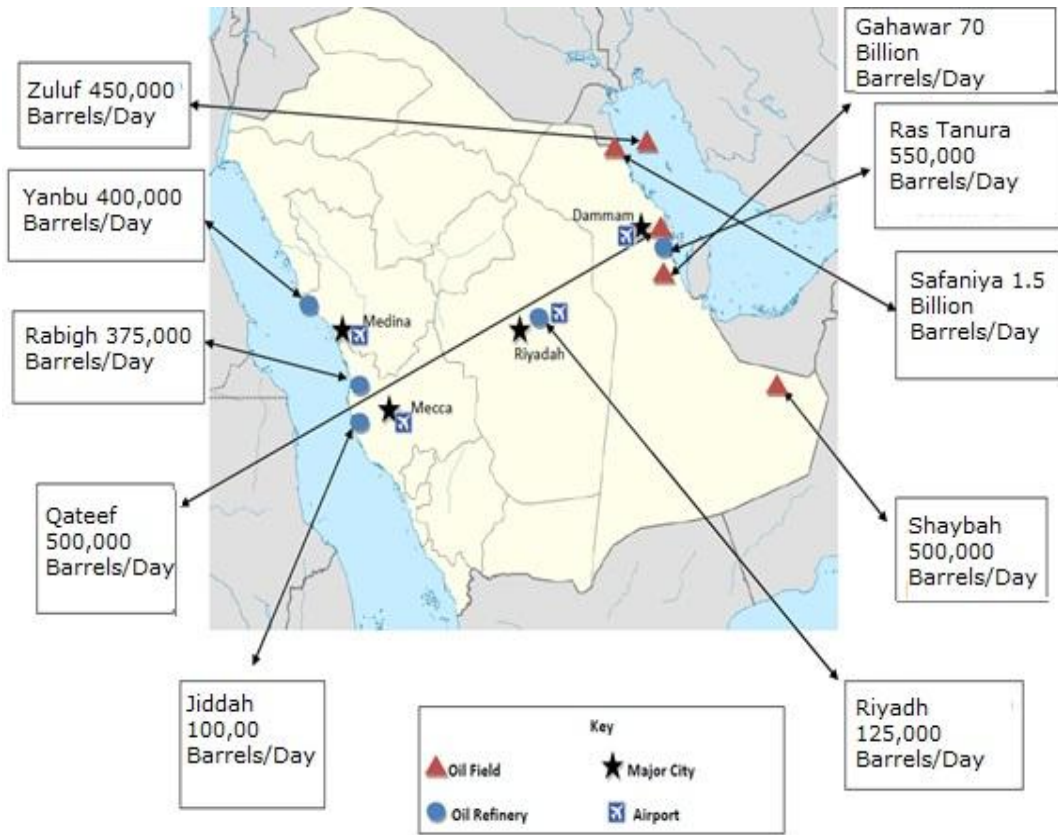 Gahawar 70
Billion
Barrels/Day
Zuluf 450,000
Barrels/Day
Ras Tanura
550,000
Barrels/Day
Yanbu 400,000
Barrels/Day
Dammam
Safaniya 1.5
Billion
Barrels/Day
Rabigh 375,000
Barrels/Day
Medina
Riyadah
Mecca
Qateef
500,000
Barrels/Day
Shaybah
500,000
Barrels/Day
Jiddah
100,00
Barrels/Day
Riyadh
125,000
Barrels/Day
Key
Oil Field
Major City
Oil Refinery
Airport